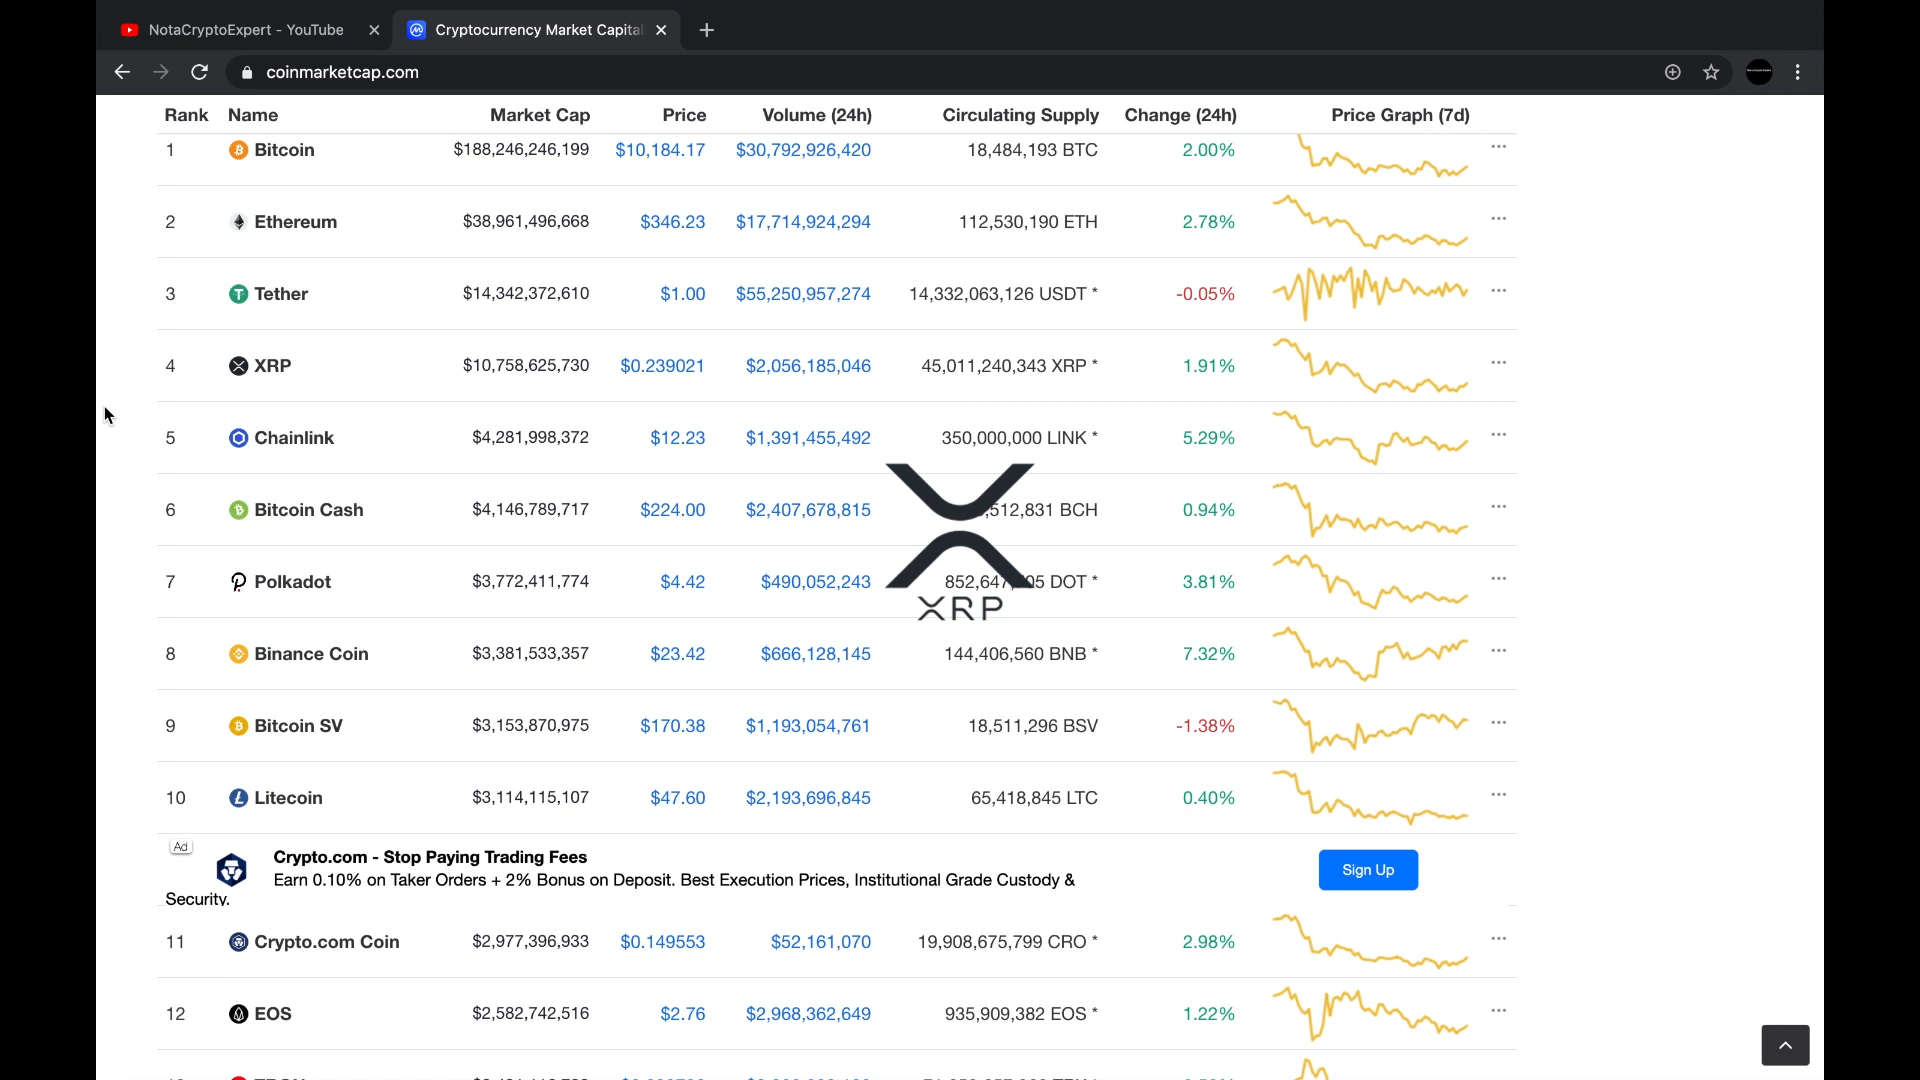 NotaCryptoExpert - YouTube
Cryptocurrency Market Capital
coinmarketcap.com
Rank Name Market Cap Price Volume (24h) Circulating Supply Change (24h) Price Graph (7d)
1 Bitcoin $188,246,246,199 $10,184.17 $30,792,926,420 18,484,193 BTC 2.00%
2 Ethereum $38,961,496,668 $346.23 $17,714,924,294 112,530,190 ETH 2.78%
3 Tether $14,342,372,610 $1.00 $55,250,957,274 14,332,063,126 USDT * -0.05%
4 XRP $10,758,625,730 $0.239021 $2,056,185,046 45,011,240,343 XRP * 1.91%
5 Chainlink $4,281,998,372 $12.23 $1,391,455,492 350,000,000 LINK * 5.29%
6 Bitcoin Cash $4,146,789,717 $224.00 $2,407,678,815 ,512,831 BCH 0.94%
7 Polkadot $3,772,411,774 $4.42 $490,052,243 DOT * 3.81%
XRP
8 Binance Coin $3,381,533,357 $23.42 $666,128,145 144,406,560 BNB * 7.32%
9 Bitcoin SV $3,153,870,975 $170.38 $1,193,054,761 18,511,296 BSV -1.38%
10 Litecoin $3,114,115,107 $47.60 $2,193,696,845 65,418,845 LTC 0.40%
Ad
Crypto.com - Stop Paying Trading Fees
Earn 0.10% on Taker Orders + 2% Bonus on Deposit. Best Execution Prices, Institutional Grade Custody &
Security.
Sign Up
11 Crypto.com Coin $2,977,396,933 $0.149553 $52,161,070 19,908,675,799 CRO * 2.98%
12 EOS $2,582,742,516 $2.76 $2,968,362,649 935,909,382 EOS * 1.22%